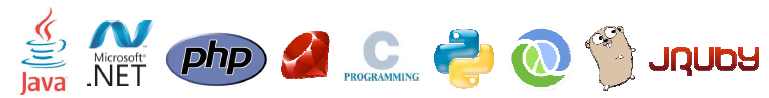 Java
Microsoft®
.NET
php
C
PROGRAMMING
JRUBY